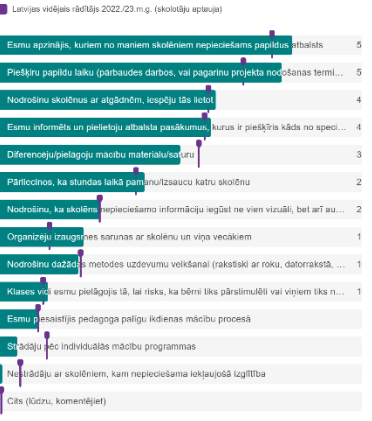 Latvijas vidējais rādītājs 2022./23.m.g. (skolotāju aptauja)
Esmu apzinājis, kuriem no maniem skolēniem nepieciešams papildus atbalsts 5
Piešķiru papildu laiku (pārbaudes darbos, vai pagarinu projekta nodošanas termi... 5
Nodrošinu skolēnus ar atgādnēm, iespēju tās lietot 4
Esmu informēts un pielietoju atbalsta pasākumus, kurus ir piešķīris kāds no speci... 4
Diferencēju/pielāgoju mācību materiālu/saturu 3
Pārliecinos, ka stundas laikā pamanu/izsaucu katru skolēnu 2
Nodrošinu, ka skolēns nepieciešamo informāciju iegūst ne vien vizuāli, bet arī au... 2
Organizēju izaugsmes sarunas ar skolēnu un viņa vecākiem 1
Nodrošinu dažādas metodes uzdevumu veikšanai (rakstiski ar roku, datorrakstā, ... 1
Klases vidi esmu pielāgojis tā, lai risks, ka bērni tiks pārstimulēti vai viņiem tiks n... 1
Esmu piesaistījis pedagoga palīgu ikdienas mācību procesā
Strādāju pēc individuālās mācību programmas
Nestrādāju ar skolēniem, kam nepieciešama iekļaujošā izglītība
Cits (lūdzu, komentējiet)